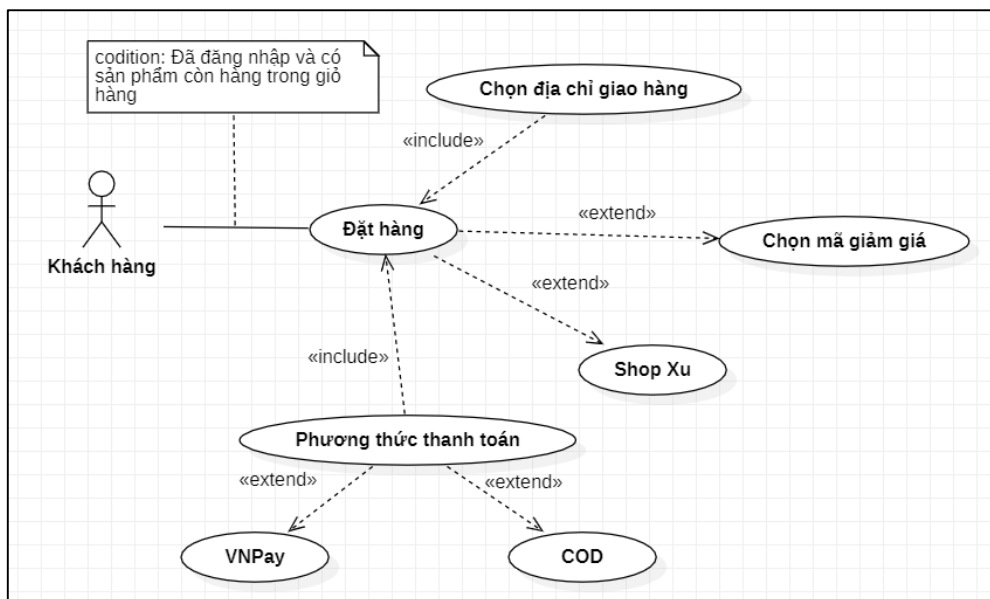 codition: Đã đăng nhập và có
sản phẩm còn hàng trong giỏ
hàng
Chọn địa chỉ giao hàng
«include»
Đặt hàng
«extend»
Chọn mã giảm giá
Khách hàng
«extend»
«include»
Shop Xu
Phương thức thanh toán
«extend»
«extend»
VNPay
COD